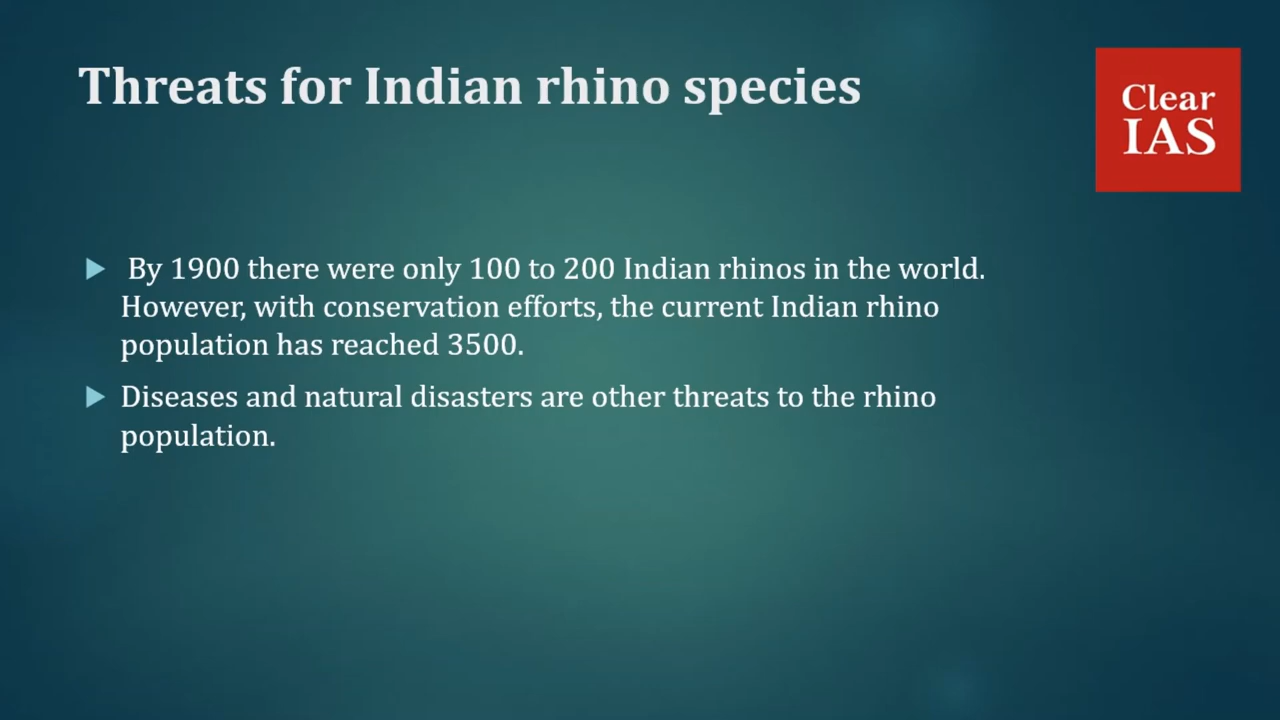 Threats for Indian rhino species
Clear
IAS
By 1900 there were only 100 to 200 Indian rhinos in the world.
However, with conservation efforts, the current Indian rhino
population has reached 3500.
Diseases and natural disasters are other threats to the rhino
population.